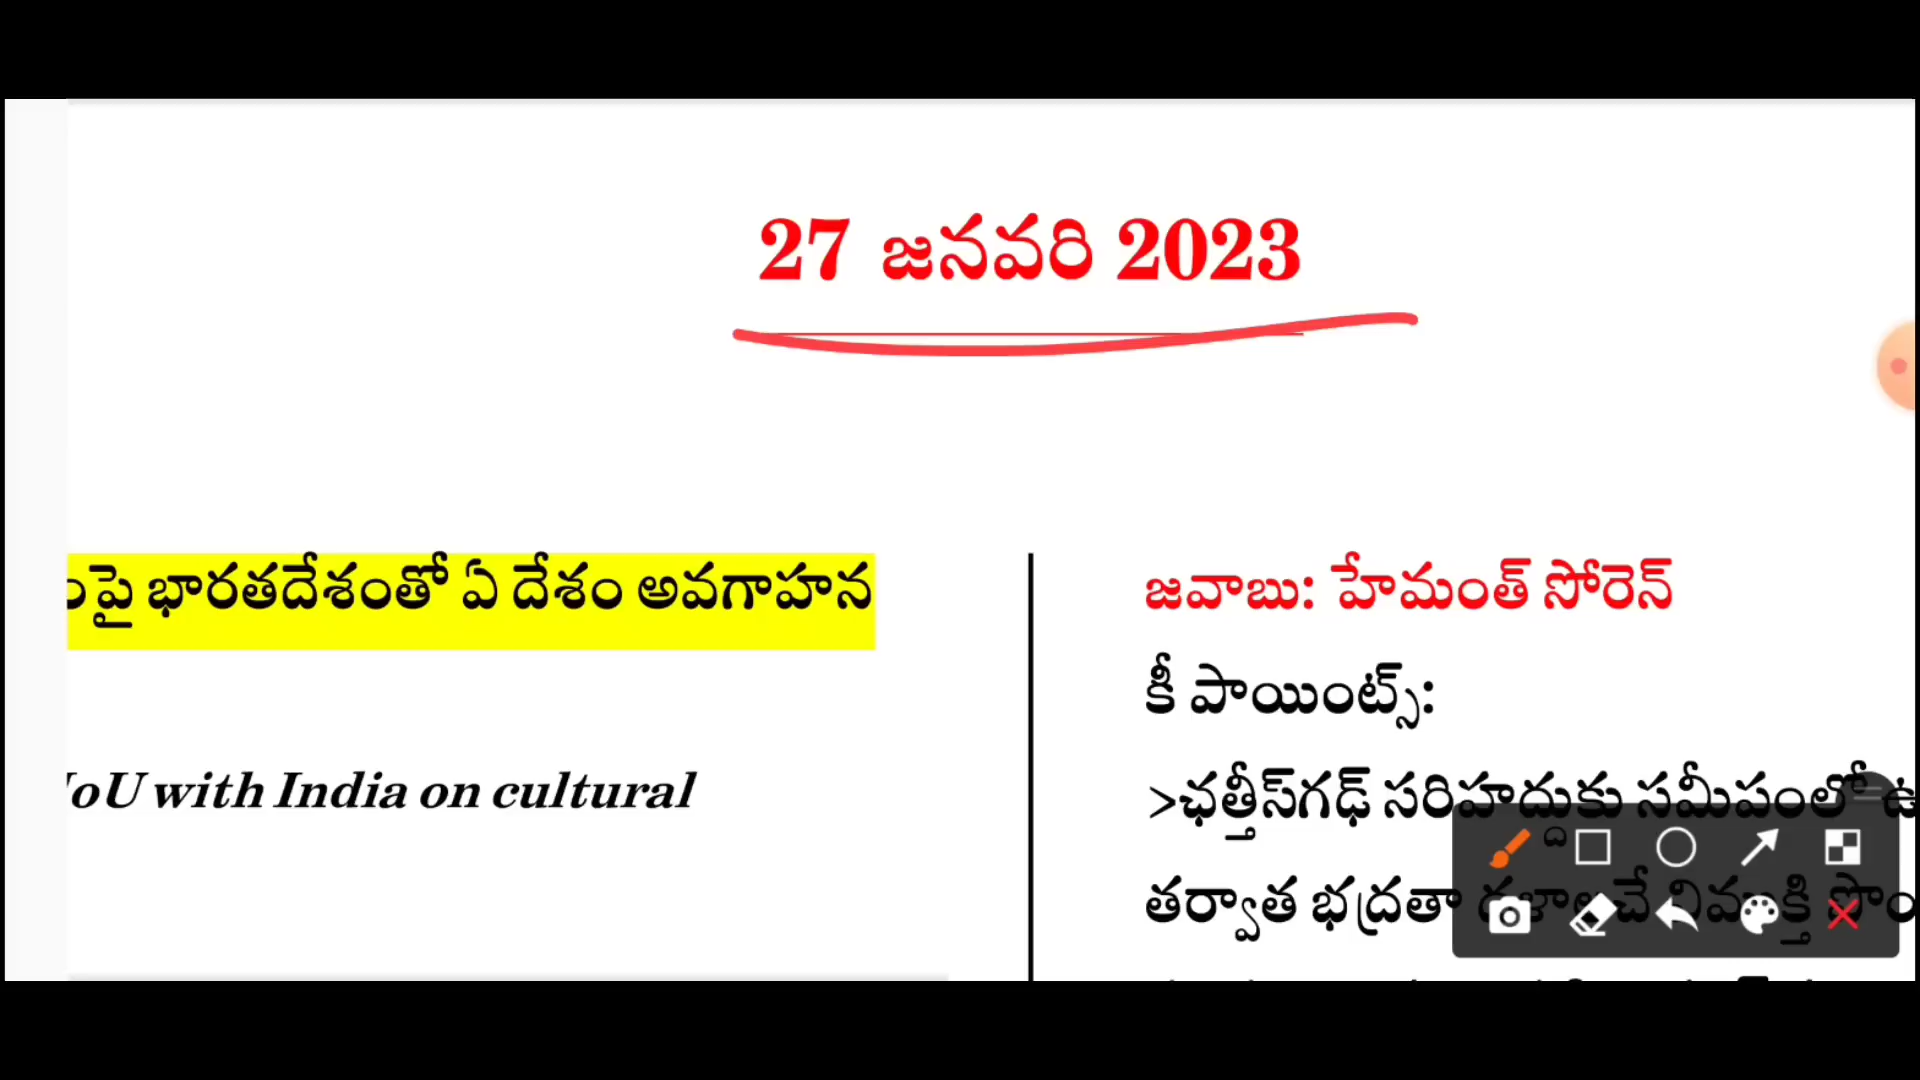 27 జనవరి 2023
భారతదేశంతో ఏ దేశం అవగాహన
with India on cultural
జవాబు: హేమంత్ సోరెన్
కీ పాయింట్స్:
>ఛత్తీస్‌గఢ్ సరిహద్దుకు సమీపంలో
తర్వాత భద్రతా